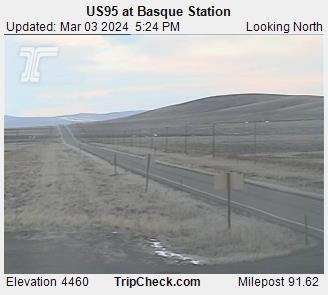 US95 at Basque Station
Updated: Mar 03 2024 5:24 PM Looking North
Elevation 4460 TripCheck.com Milepost 91.62